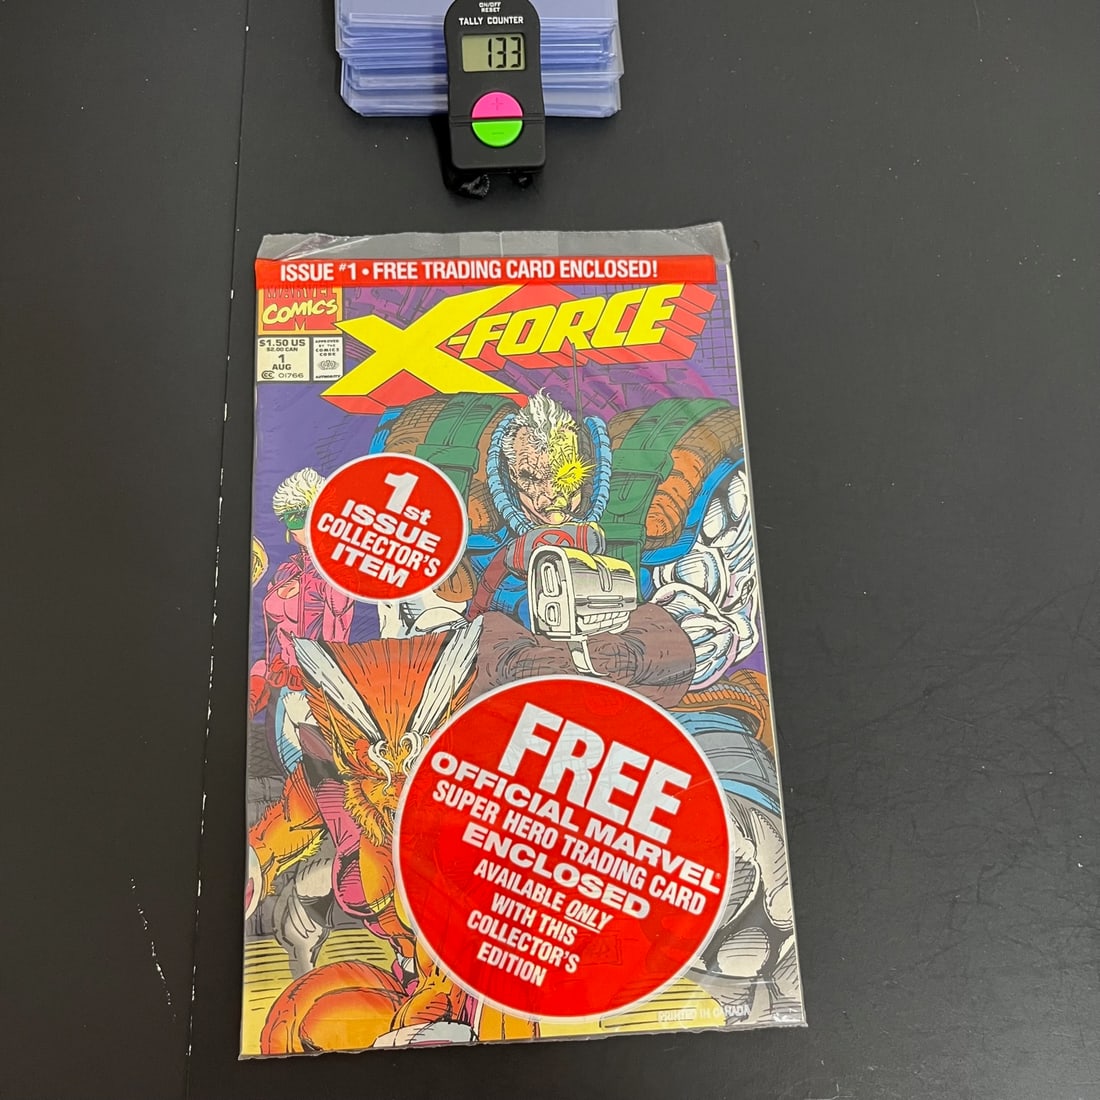 ON/OFF
RESET
TALLY COUNTER
133
+
−
ISSUE #1 • FREE TRADING CARD ENCLOSED!
MARVEL
COMICS
M
X-FORCE
$1.50 US
$2.00 CAN
1
AUG
CC 01766
APPROVED
BY THE
COMICS
CODE
AUTHORITY
1st
ISSUE
COLLECTOR'S
ITEM
FREE
OFFICIAL MARVEL®
SUPER HERO TRADING CARD
ENCLOSED
AVAILABLE ONLY
WITH THIS
COLLECTOR'S
EDITION
PRINTED IN CANADA